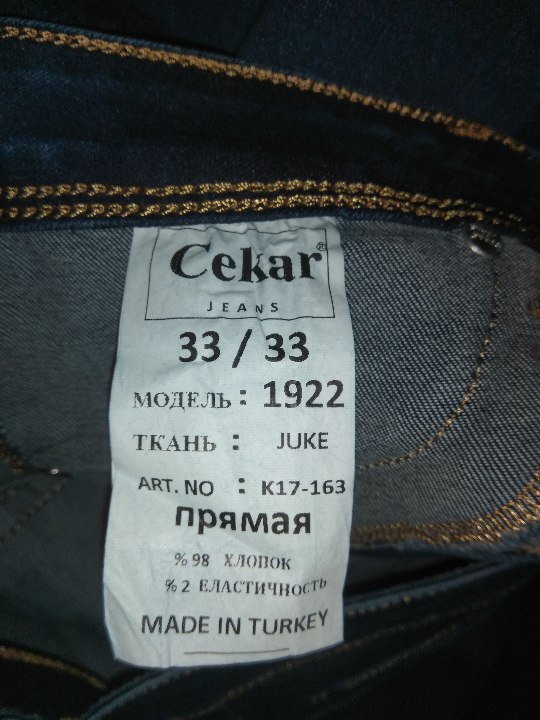 Cekar®
JEANS
33 / 33
МОДЕЛЬ : 1922
ТКАНЬ : JUKE
ART. NO : K17-163
прямая
%98 ХЛОПОК
%2 ЕЛАСТИЧНОСТЬ
MADE IN TURKEY